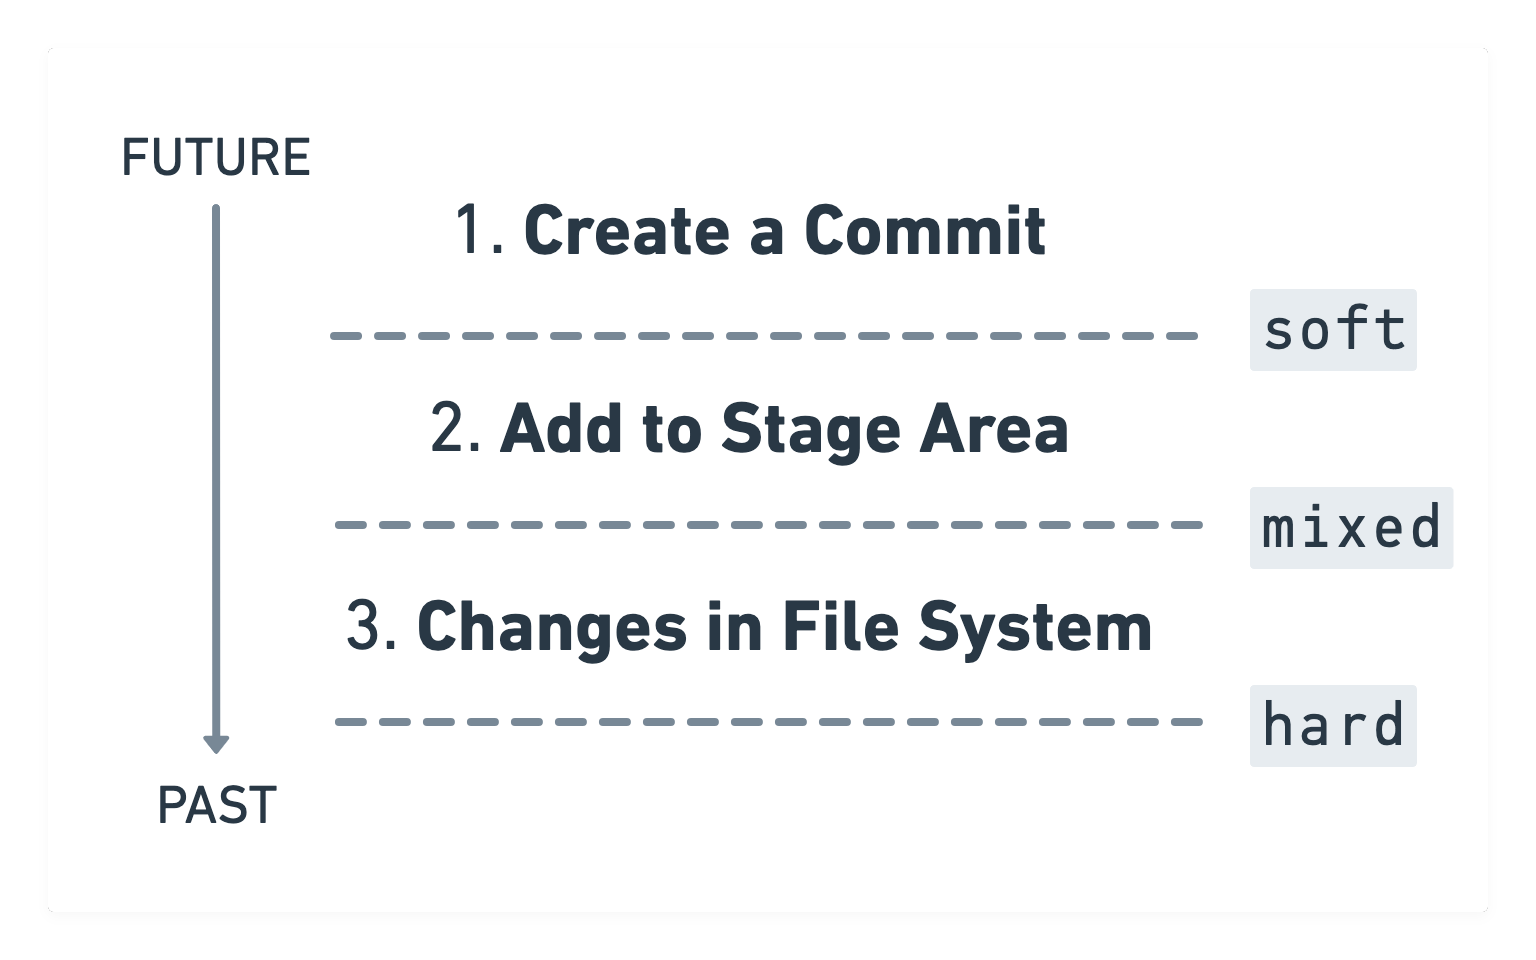 FUTURE
1. Create a Commit
soft
2. Add to Stage Area
mixed
3. Changes in File System
hard
PAST